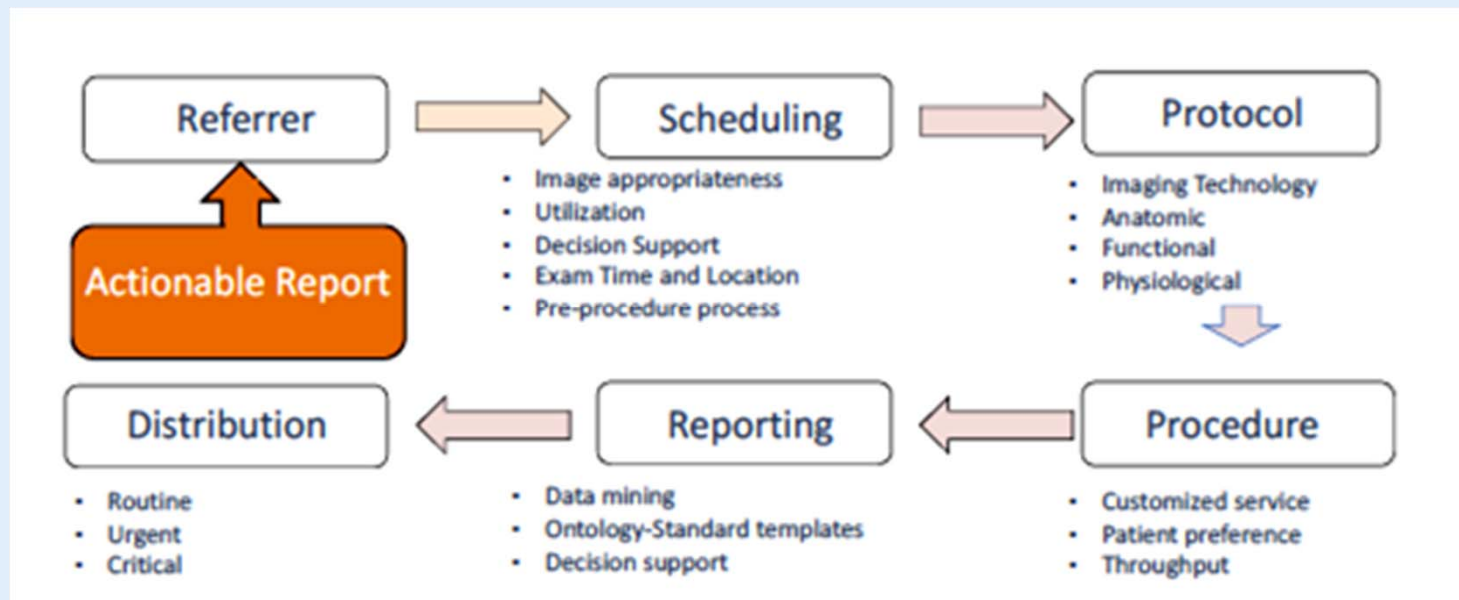 Referrer
Scheduling
Protocol
• Image appropriateness
• Utilization
• Decision Support
• Exam Time and Location
• Pre-procedure process
• Imaging Technology
• Anatomic
• Functional
• Physiological
Actionable Report
Distribution
Reporting
Procedure
• Routine
• Urgent
• Critical
• Data mining
• Ontology-Standard templates
• Decision support
• Customized service
• Patient preference
• Throughput